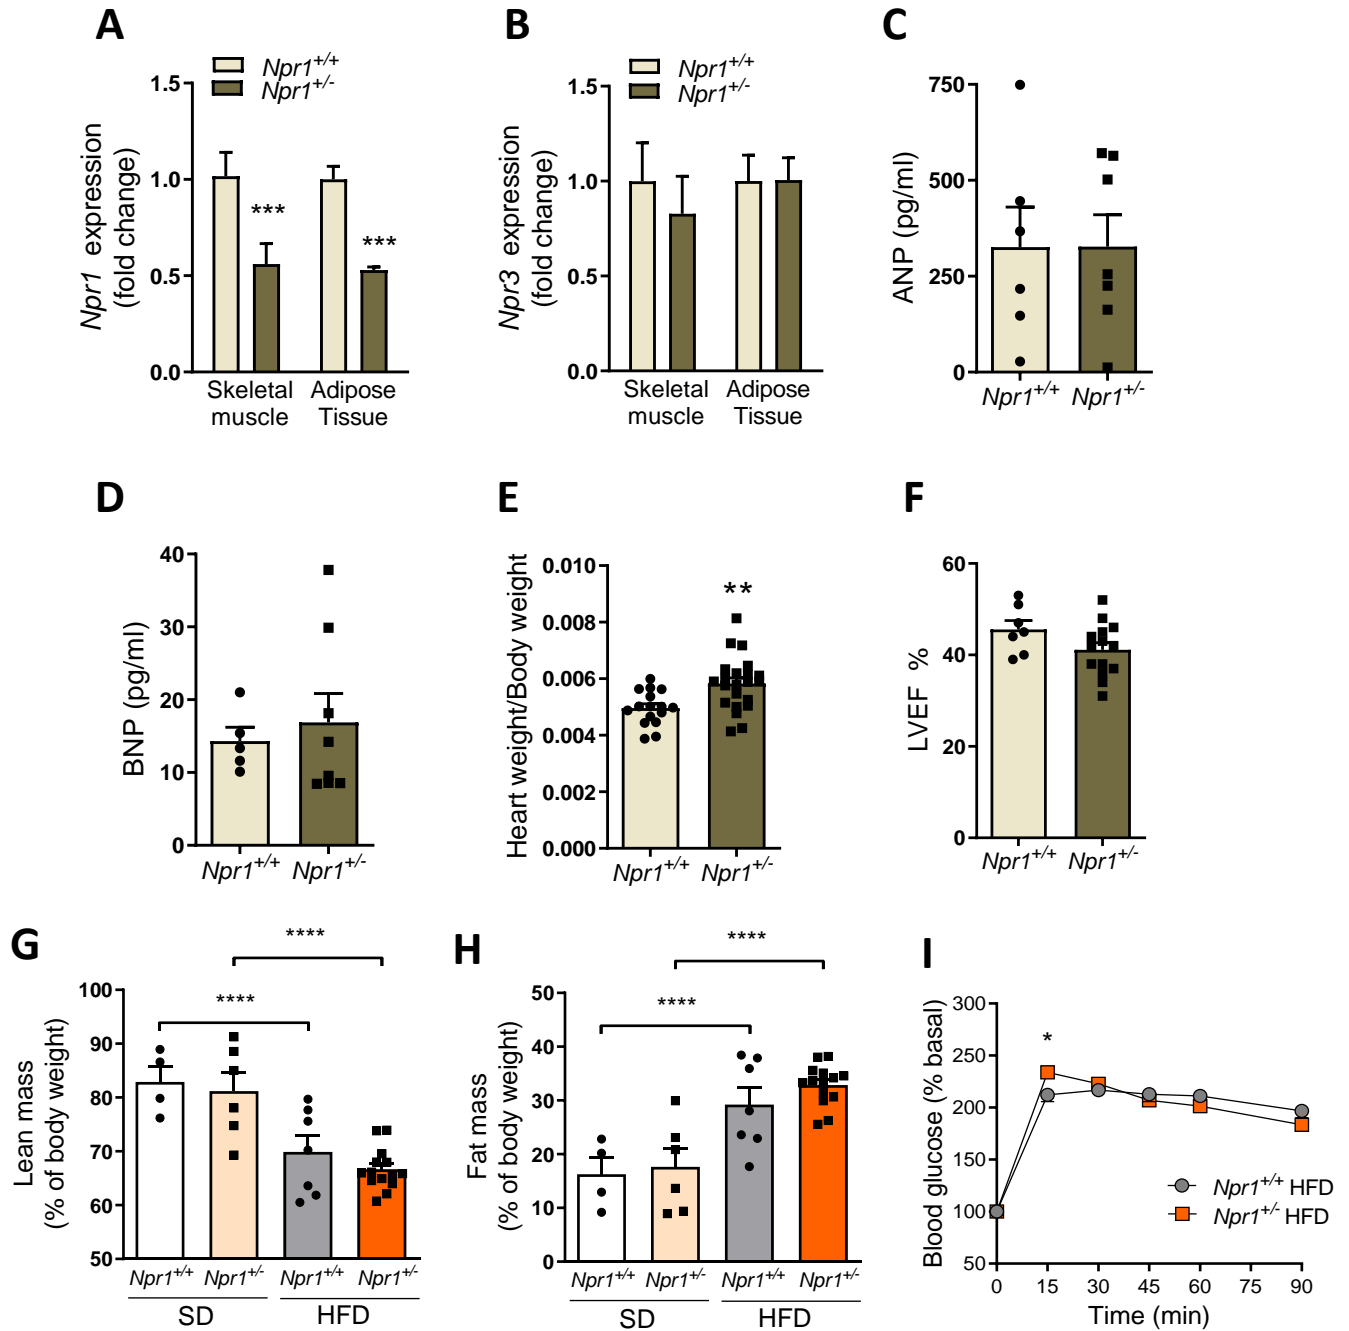 A
Npr1+/+
Npr1+/-
Npr1 expression
(fold change)
1.5
1.0
0.5
0.0
***
***
Skeletal
muscle
Adipose
Tissue
B
Npr1+/+
Npr1+/-
Npr3 expression
(fold change)
1.5
1.0
0.5
0.0
Skeletal
muscle
Adipose
Tissue
C
ANP (pg/ml)
750
500
250
0
Npr1+/+
Npr1+/-
D
BNP (pg/ml)
40
30
20
10
0
Npr1+/+
Npr1+/-
E
Heart weight/Body weight
0.010
0.008
0.006
0.004
0.002
0.000
**
Npr1+/+
Npr1+/-
F
LVEF %
60
40
20
0
Npr1+/+
Npr1+/-
G
Lean mass
(% of body weight)
100
90
80
70
60
50
****
****
Npr1+/+
Npr1+/-
Npr1+/+
Npr1+/-
SD
HFD
H
Fat mass
(% of body weight)
50
40
30
20
10
0
****
****
Npr1+/+
Npr1+/-
Npr1+/+
Npr1+/-
SD
HFD
I
Blood glucose (% basal)
300
250
200
150
100
50
*
Npr1+/+ HFD
Npr1+/- HFD
0 15 30 45 60 75 90
Time (min)